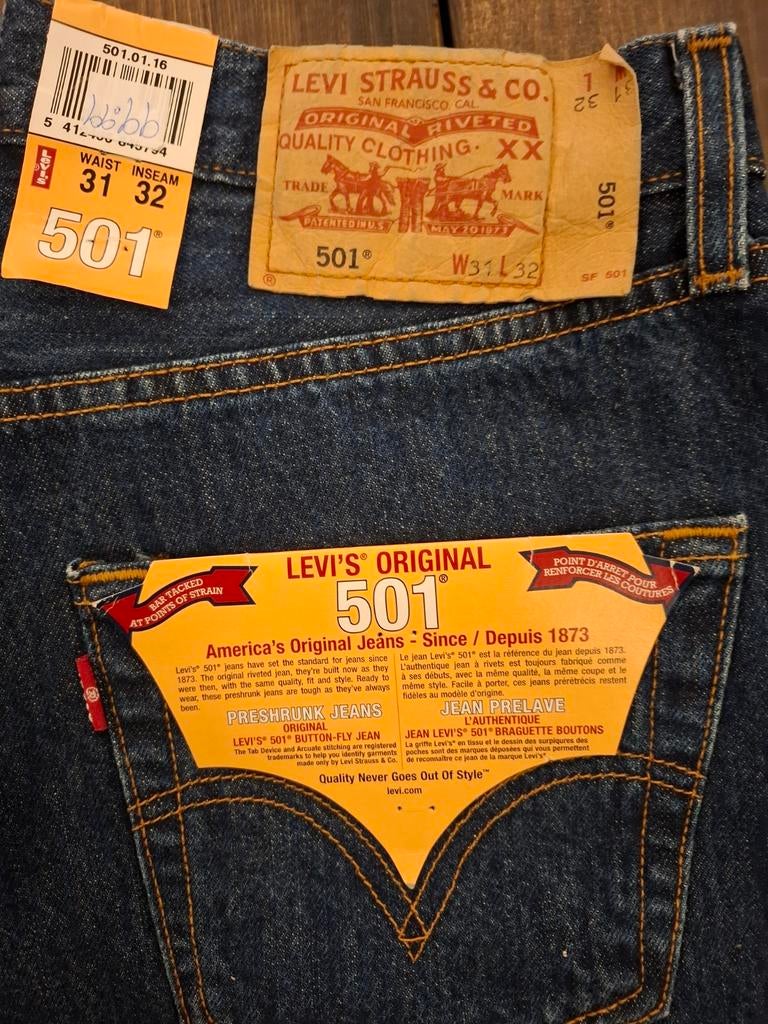 501.01.16
99.99
Levi's
WAIST INSEAM
31 32
501®
LEVI STRAUSS & CO.
SAN FRANCISCO, CAL.
ORIGINAL RIVETED
QUALITY CLOTHING. XX
TRADE MARK
PATENTED IN U.S. MAY 20 1873
501® W31 L32
®
1
32
501®
SF 501
LEVI'S® ORIGINAL
501®
BAR TACKED
AT POINTS OF STRAIN
POINT D'ARRET POUR
RENFORCER LES COUTURES
America's Original Jeans - Since / Depuis 1873
Levi's® 501® jeans have set the standard for jeans since
1873. The original riveted jean, they're built now as they
were then, with the same quality, fit and style. Ready to
wear, these preshrunk jeans are tough as they've always
been.
PRESHRUNK JEANS
ORIGINAL
LEVI'S® 501® BUTTON-FLY JEAN
The Tab Device and Arcuate stitching are registered
trademarks to help you identify garments
made only by Levi Strauss & Co.
Le jean Levi's® 501® est la référence du jean depuis 1873.
L'authentique jean à rivets est toujours fabriqué comme
à ses débuts, avec la même qualité, la même coupe et le
même style. Facile à porter, ces jeans prérétrécis restent
fidèles au modèle d'origine.
JEAN PRELAVE
L'AUTHENTIQUE
JEAN LEVI'S® 501® BRAGUETTE BOUTONS
La griffe Levi's® en tissu et le dessin des surpiqures des
poches sont des marques déposées qui vous permettent
de reconnaître ce jean de la marque Levi's®
Quality Never Goes Out Of Style™
levi.com